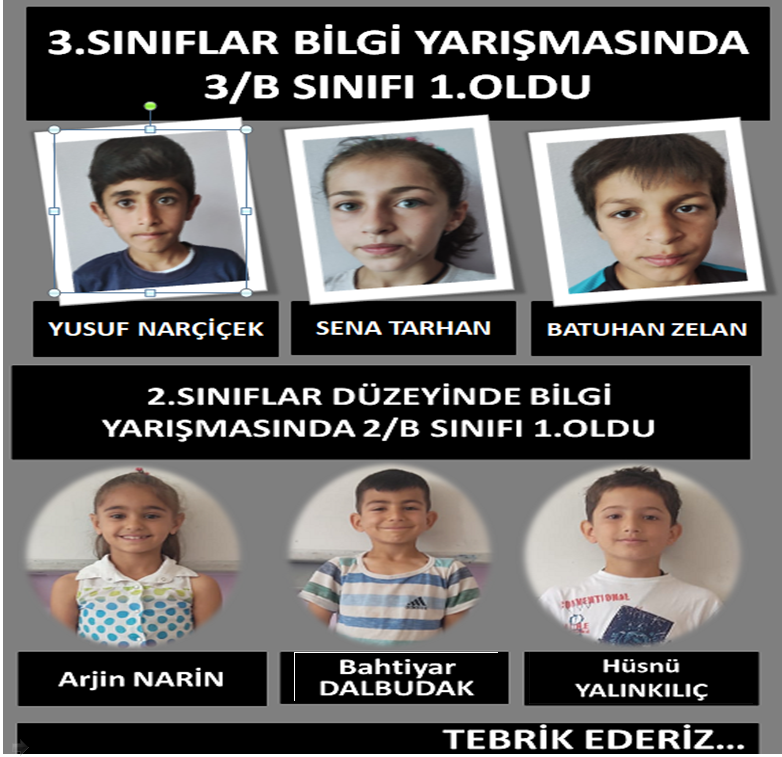 3.SINIFLAR BİLGİ YARIŞMASINDA
3/B SINIFI 1.OLDU
YUSUF NARÇİÇEK
SENA TARHAN
BATUHAN ZELAN
2.SINIFLAR DÜZEYİNDE BİLGİ
YARIŞMASINDA 2/B SINIFI 1.OLDU
Arjin NARİN
Bahtiyar
DALBUDAK
Hüsnü
YALINKILIÇ
TEBRİK EDERİZ...